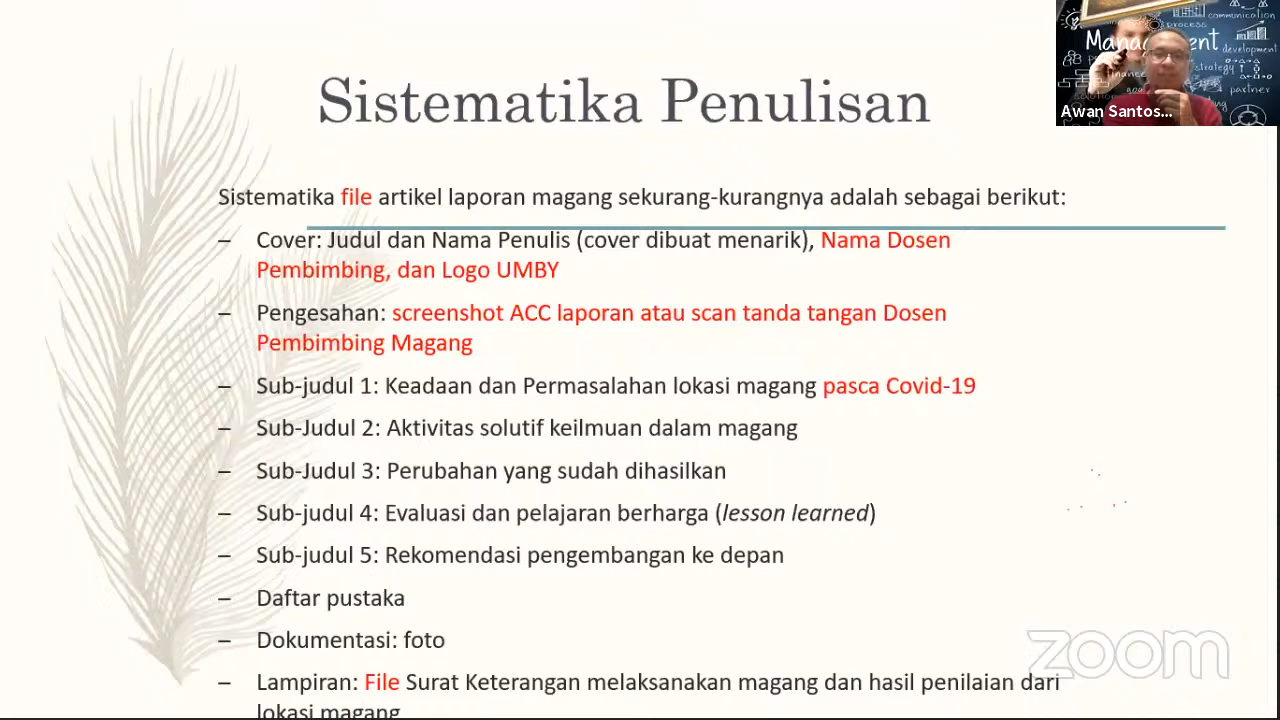 Sistematika Penulisan
Sistematika file artikel laporan magang sekurang-kurangnya adalah sebagai berikut:
– Cover: Judul dan Nama Penulis (cover dibuat menarik), Nama Dosen
Pembimbing, dan Logo UMBY
– Pengesahan: screenshot ACC laporan atau scan tanda tangan Dosen
Pembimbing Magang
– Sub-judul 1: Keadaan dan Permasalahan lokasi magang pasca Covid-19
– Sub-Judul 2: Aktivitas solutif keilmuan dalam magang
– Sub-Judul 3: Perubahan yang sudah dihasilkan
– Sub-judul 4: Evaluasi dan pelajaran berharga (lesson learned)
– Sub-judul 5: Rekomendasi pengembangan ke depan
– Daftar pustaka
– Dokumentasi: foto
– Lampiran: File Surat Keterangan melaksanakan magang dan hasil penilaian dari
lokasi magang
communication
process
development
strategy
partner
Awan Santos...
zoom